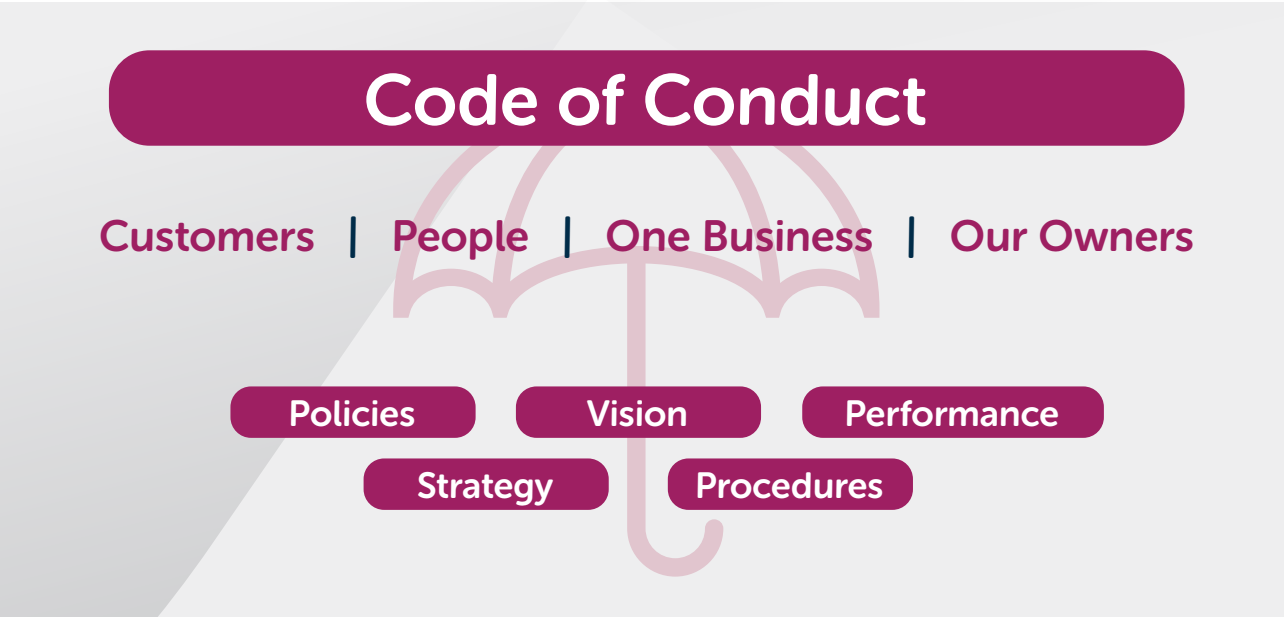 Code of Conduct
Customers | People | One Business | Our Owners
Policies Vision Performance
Strategy Procedures